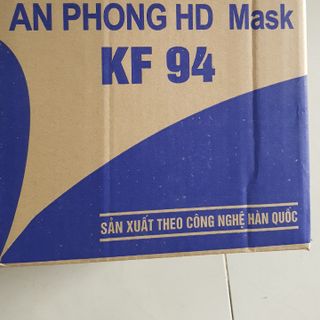 AN PHONG HD Mask
KF 94
SẢN XUẤT THEO CÔNG NGHỆ HÀN QUỐC